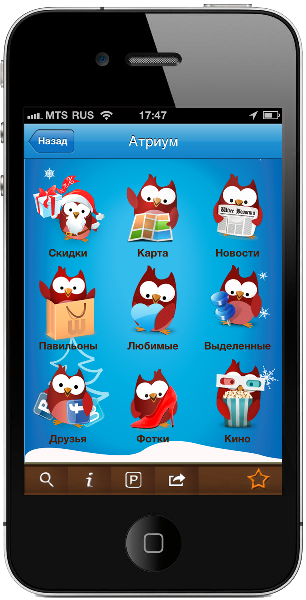 MTS RUS 17:47
Назад Атриум
Скидки Карта Новости
Павильоны Любимые Выделенные
Друзья Фотки Кино
i P